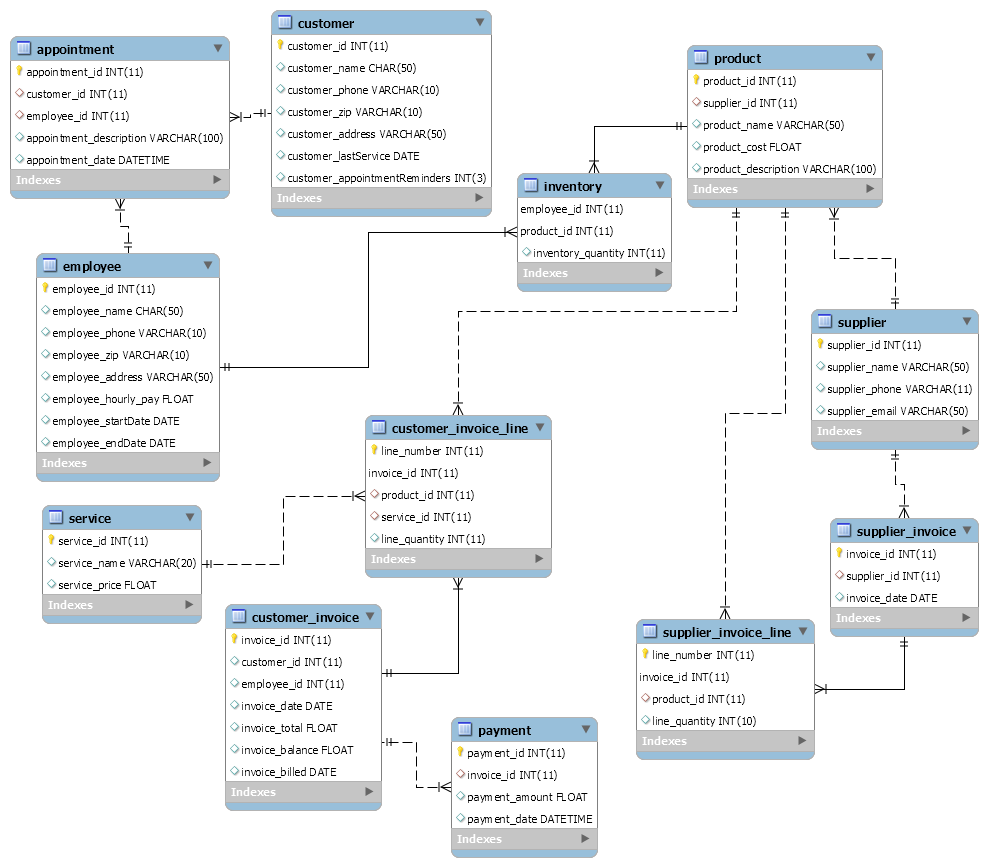 appointment
appointment_id INT(11)
customer_id INT(11)
employee_id INT(11)
appointment_description VARCHAR(100)
appointment_date DATETIME
Indexes
customer
customer_id INT(11)
customer_name CHAR(50)
customer_phone VARCHAR(10)
customer_zip VARCHAR(10)
customer_address VARCHAR(50)
customer_lastService DATE
customer_appointmentReminders INT(3)
Indexes
product
product_id INT(11)
supplier_id INT(11)
product_name VARCHAR(50)
product_cost FLOAT
product_description VARCHAR(100)
Indexes
inventory
employee_id INT(11)
product_id INT(11)
inventory_quantity INT(11)
Indexes
employee
employee_id INT(11)
employee_name CHAR(50)
employee_phone VARCHAR(10)
employee_zip VARCHAR(10)
employee_address VARCHAR(50)
employee_hourly_pay FLOAT
employee_startDate DATE
employee_endDate DATE
Indexes
supplier
supplier_id INT(11)
supplier_name VARCHAR(50)
supplier_phone VARCHAR(11)
supplier_email VARCHAR(50)
Indexes
customer_invoice_line
line_number INT(11)
invoice_id INT(11)
product_id INT(11)
service_id INT(11)
line_quantity INT(11)
Indexes
service
service_id INT(11)
service_name VARCHAR(20)
service_price FLOAT
Indexes
supplier_invoice
invoice_id INT(11)
supplier_id INT(11)
invoice_date DATE
Indexes
customer_invoice
invoice_id INT(11)
customer_id INT(11)
employee_id INT(11)
invoice_date DATE
invoice_total FLOAT
invoice_balance FLOAT
invoice_billed DATE
Indexes
supplier_invoice_line
line_number INT(11)
invoice_id INT(11)
product_id INT(11)
line_quantity INT(10)
Indexes
payment
payment_id INT(11)
invoice_id INT(11)
payment_amount FLOAT
payment_date DATETIME
Indexes